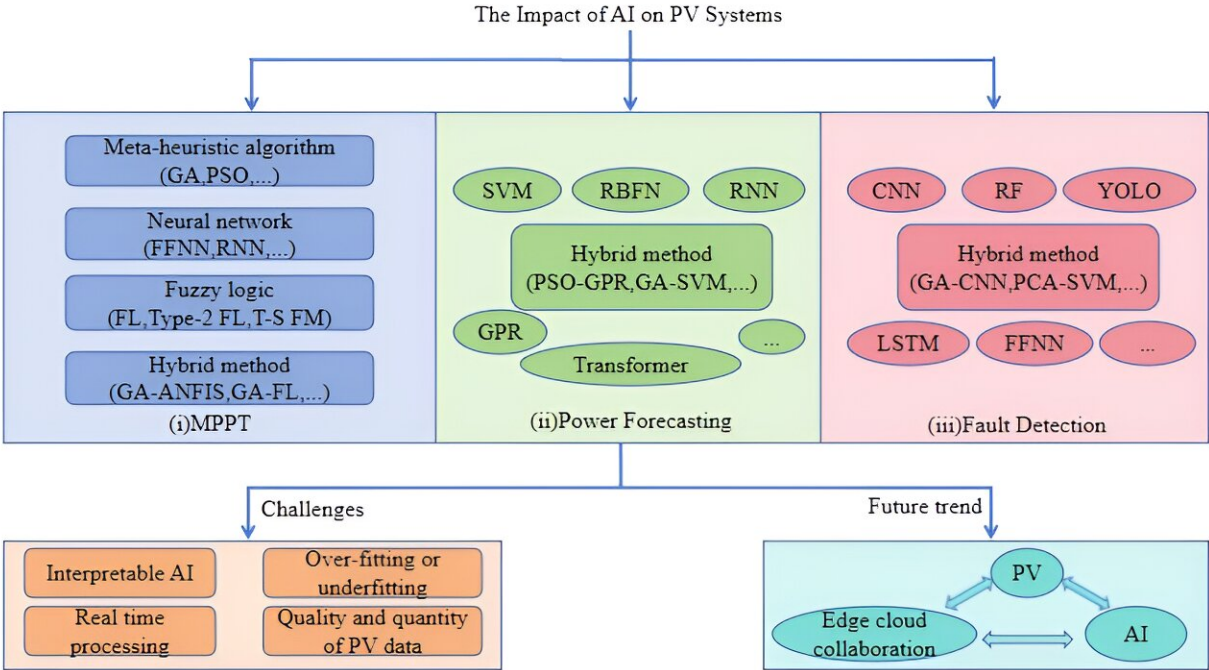 The Impact of AI on PV Systems
Meta-heuristic algorithm
(GA,PSO,...)
Neural network
(FFNN,RNN,...)
Fuzzy logic
(FL,Type-2 FL,T-S FM)
Hybrid method
(GA-ANFIS,GA-FL,...)
(i)MPPT
SVM
RBFN
RNN
Hybrid method
(PSO-GPR,GA-SVM,...)
GPR
...
Transformer
(ii)Power Forecasting
CNN
RF
YOLO
Hybrid method
(GA-CNN,PCA-SVM,...)
LSTM
FFNN
...
(iii)Fault Detection
Challenges
Interpretable AI
Over-fitting or
underfitting
Real time
processing
Quality and quantity
of PV data
Future trend
PV
Edge cloud
collaboration
AI